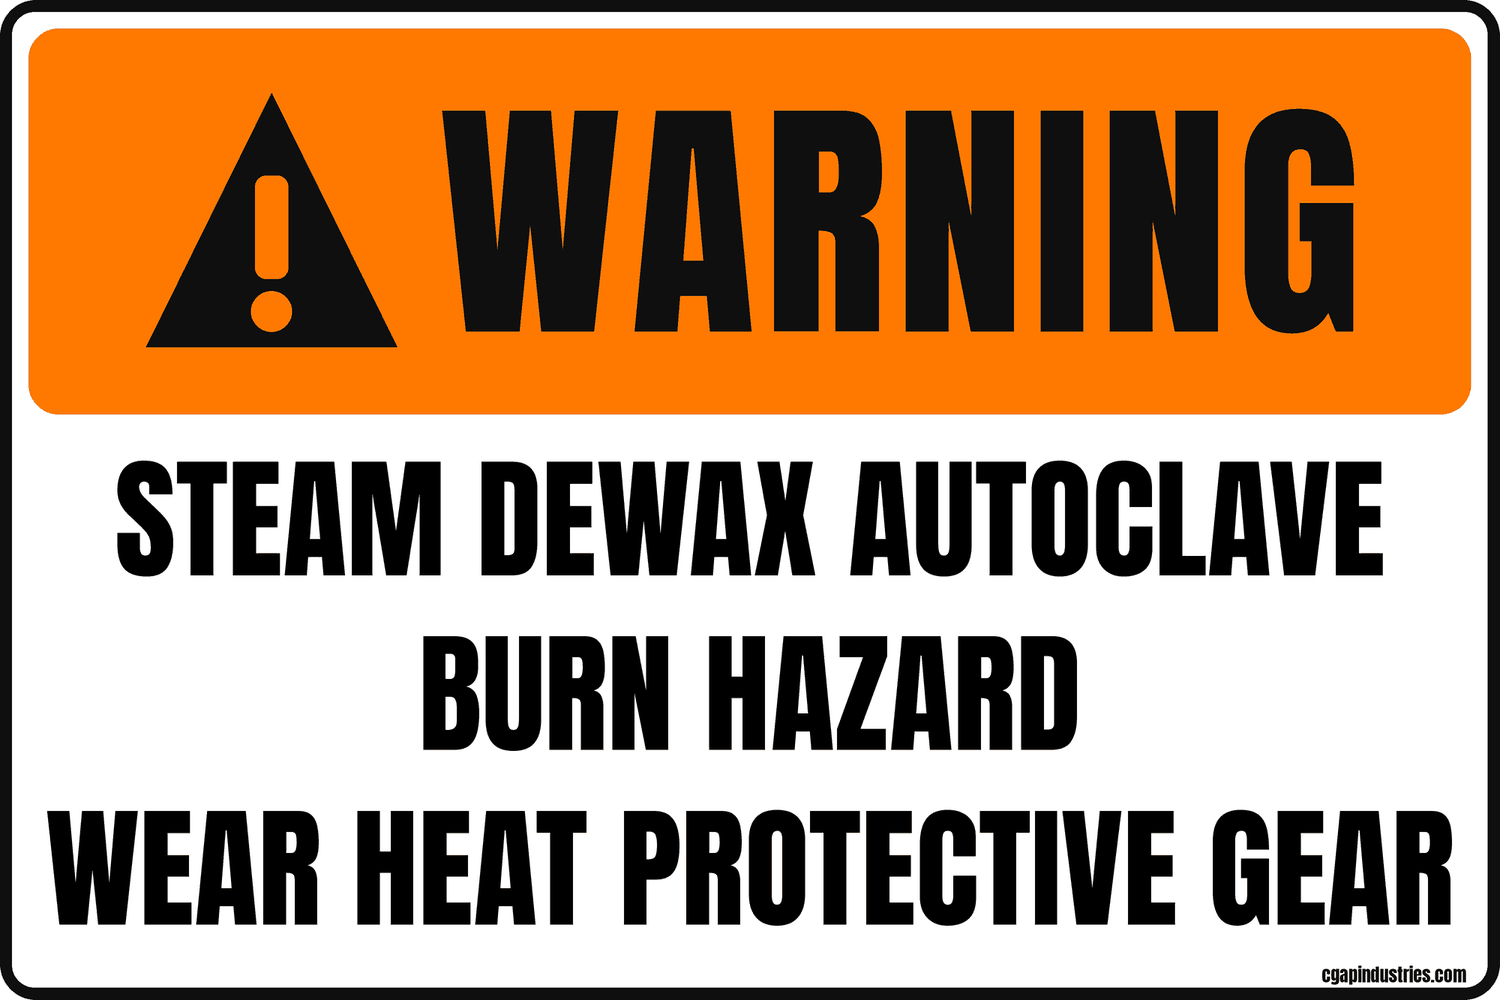 WARNING
STEAM DEWAX AUTOCLAVE
BURN HAZARD
WEAR HEAT PROTECTIVE GEAR
cgapindustries.com